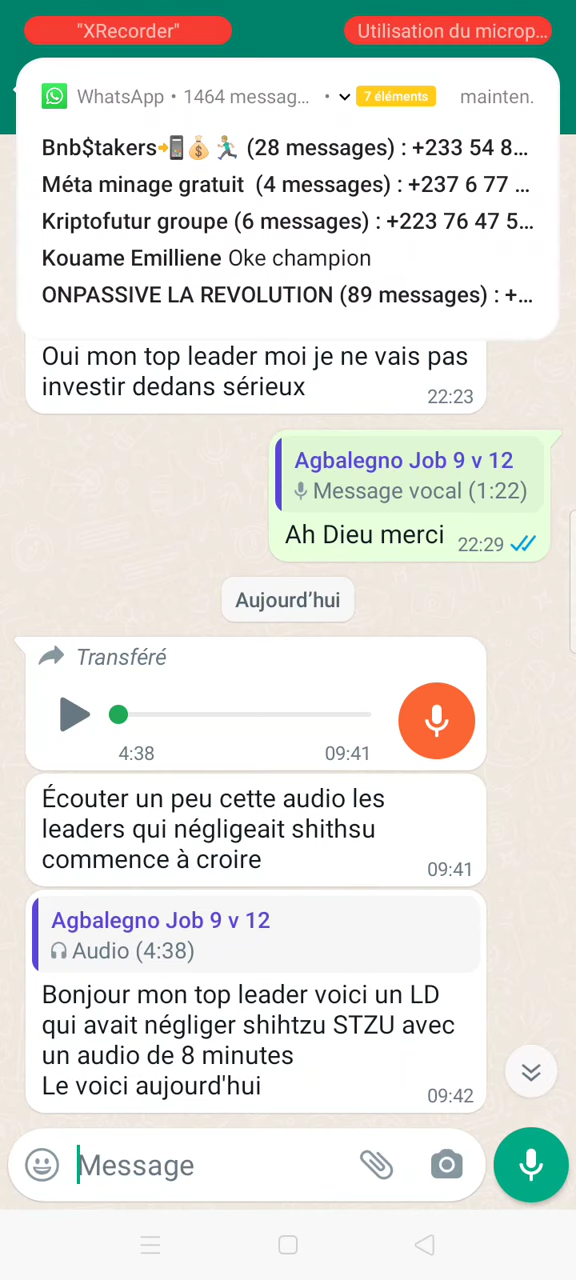 "XRecorder"
Utilisation du microp...
WhatsApp • 1464 messag... • 7 éléments mainten.
Bnb$takers➜📱💰🏃🏼‍♂️ (28 messages) : +233 54 8...
Méta minage gratuit (4 messages) : +237 6 77 ...
Kriptofutur groupe (6 messages) : +223 76 47 5...
Kouame Emilliene Oke champion
ONPASSIVE LA REVOLUTION (89 messages) : +...
Oui mon top leader moi je ne vais pas
investir dedans sérieux
22:23
Agbalegno Job 9 v 12
Message vocal (1:22)
Ah Dieu merci
22:29
Aujourd'hui
Transféré
4:38
09:41
Écouter un peu cette audio les
leaders qui négligeait shithsu
commence à croire
09:41
Agbalegno Job 9 v 12
Audio (4:38)
Bonjour mon top leader voici un LD
qui avait négliger shihtzu STZU avec
un audio de 8 minutes
Le voici aujourd'hui
09:42
Message